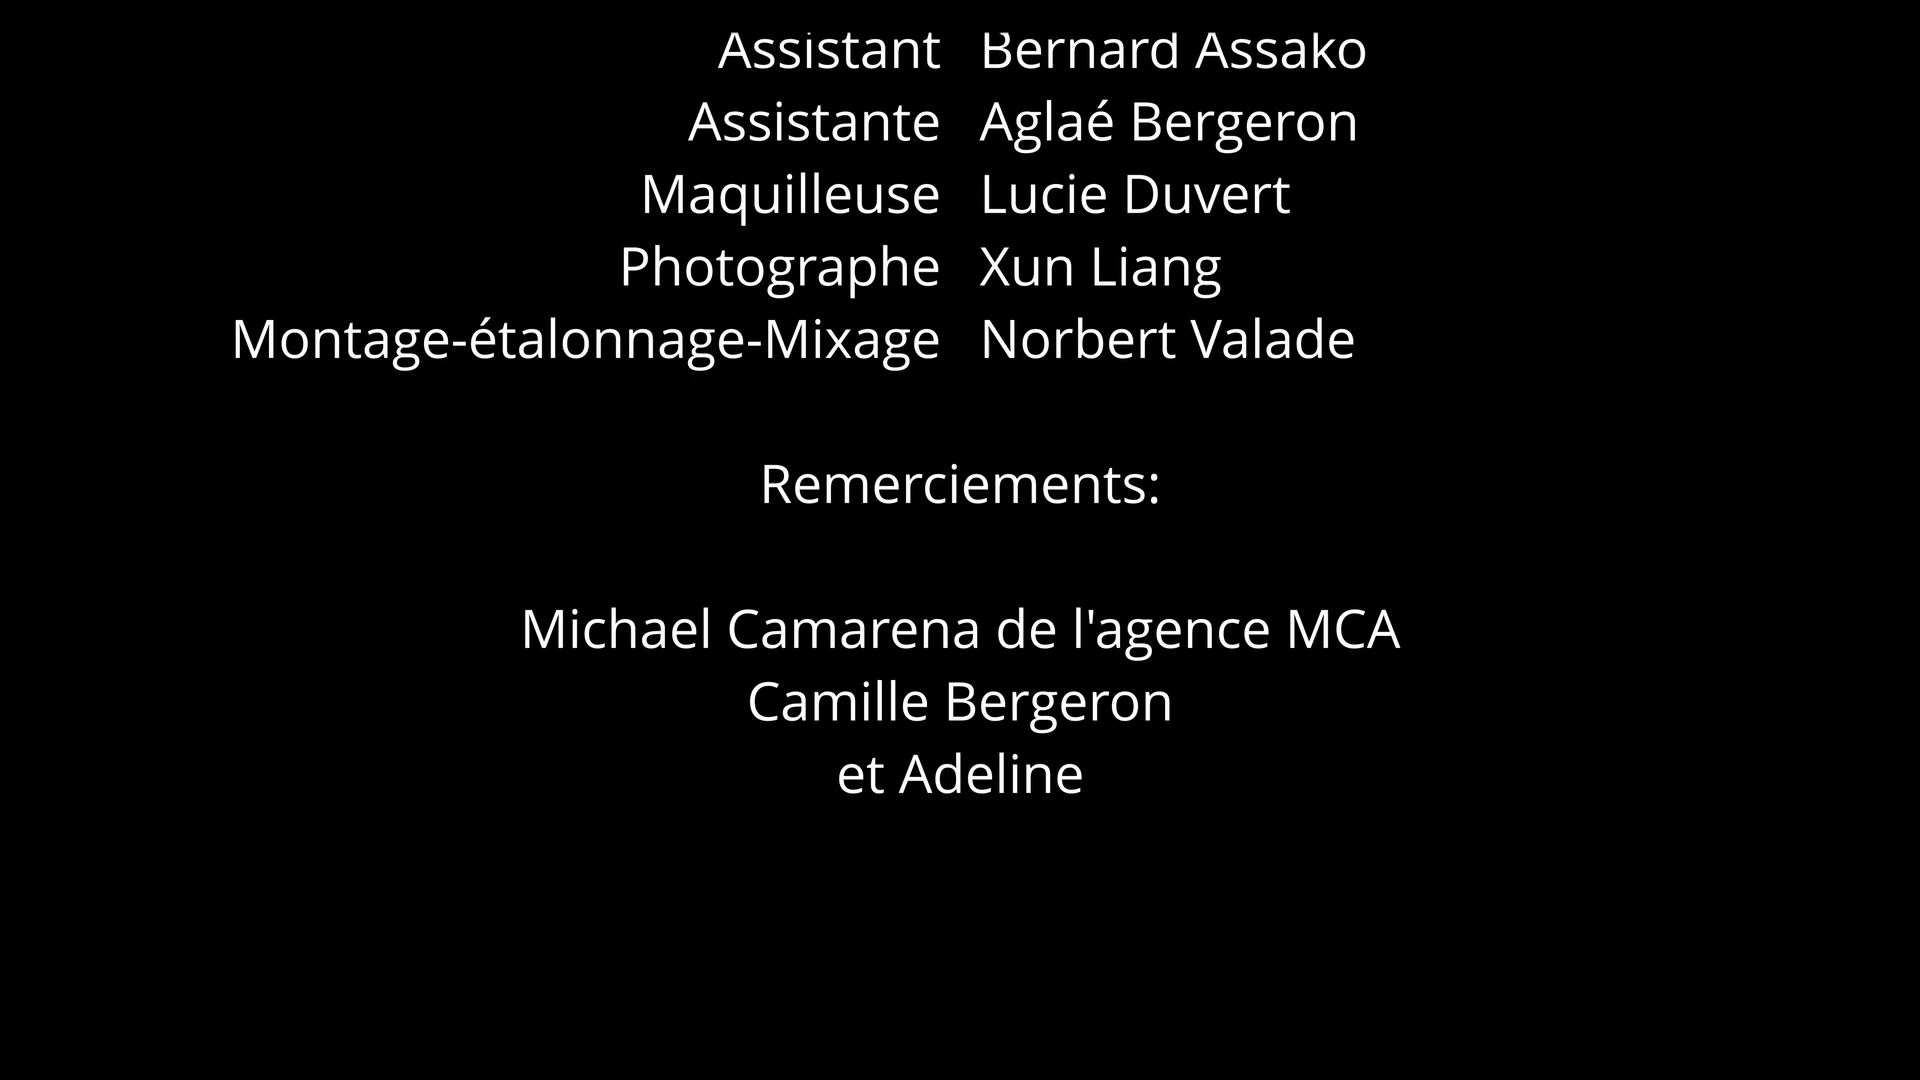 Assistant Bernard Assako
Assistante Aglaé Bergeron
Maquilleuse Lucie Duvert
Photographe Xun Liang
Montage-étalonnage-Mixage Norbert Valade
Remerciements:
Michael Camarena de l'agence MCA
Camille Bergeron
et Adeline